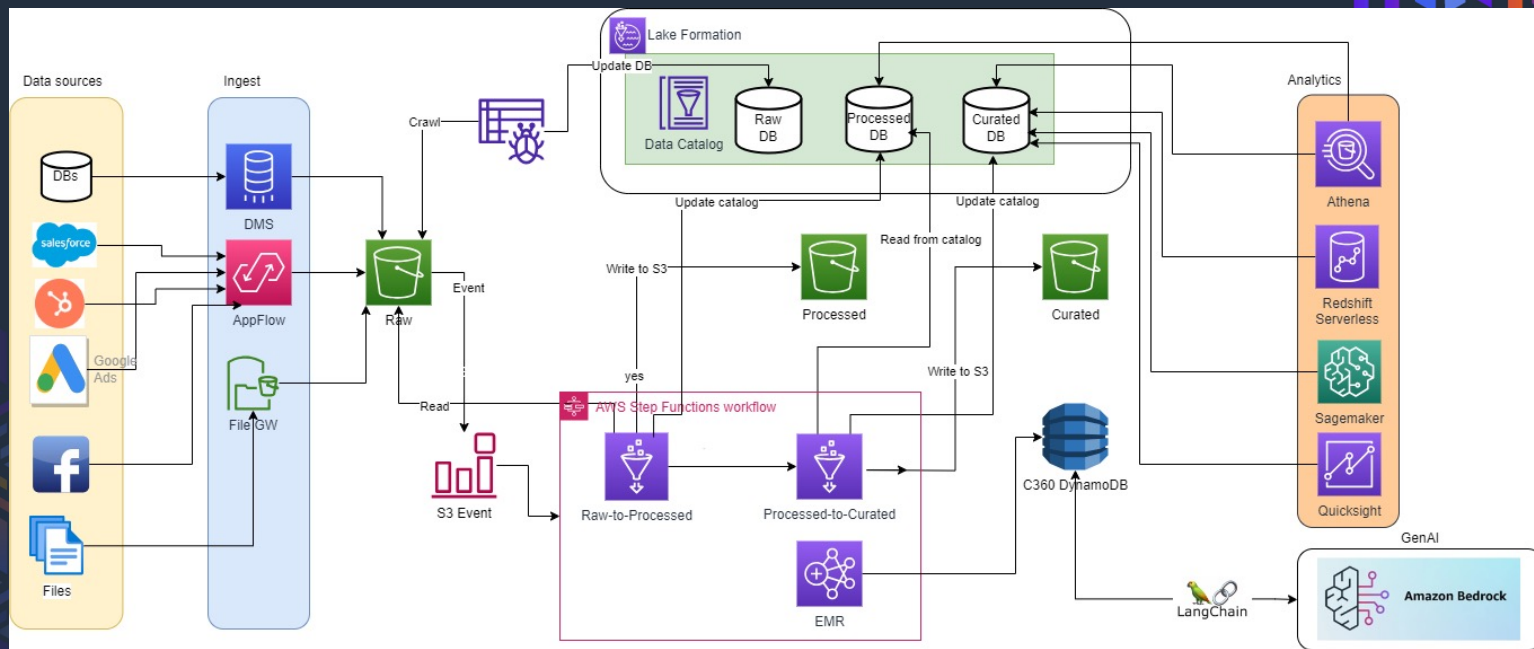 Lake Formation
Data sources
Ingest
Update DB
Analytics
Crawl
Data Catalog
Raw
DB
Processed
DB
Curated
DB
DBs
DMS
Athena
Update catalog
Update catalog
salesforce
Read from catalog
Write to S3
Event
AppFlow
Raw
Processed
Curated
Redshift
Serverless
Google
Ads
yes
Write to S3
Read
AWS Step Functions workflow
File GW
Sagemaker
C360 DynamoDB
S3 Event
Raw-to-Processed
Processed-to-Curated
Quicksight
GenAI
Files
Amazon Bedrock
LangChain
EMR